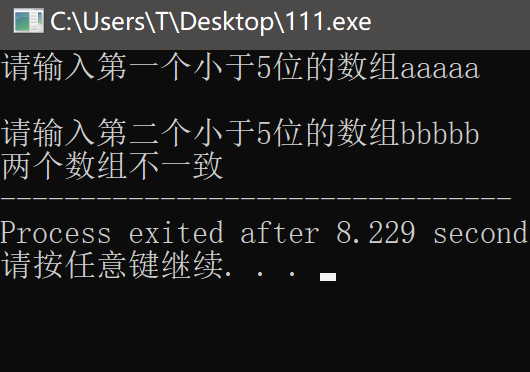 C:\Users\T\Desktop\111.exe
请输入第一个小于5位的数组aaaaa
请输入第二个小于5位的数组bbbbb
两个数组不一致
--------------------------------
Process exited after 8.229 second
请按任意键继续. . .